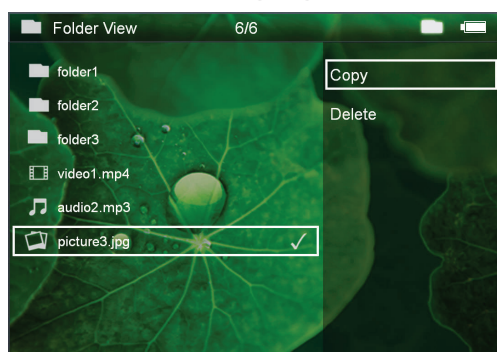 Folder View 6/6
folder1
folder2
folder3
video1.mp4
audio2.mp3
picture3.jpg
Copy
Delete